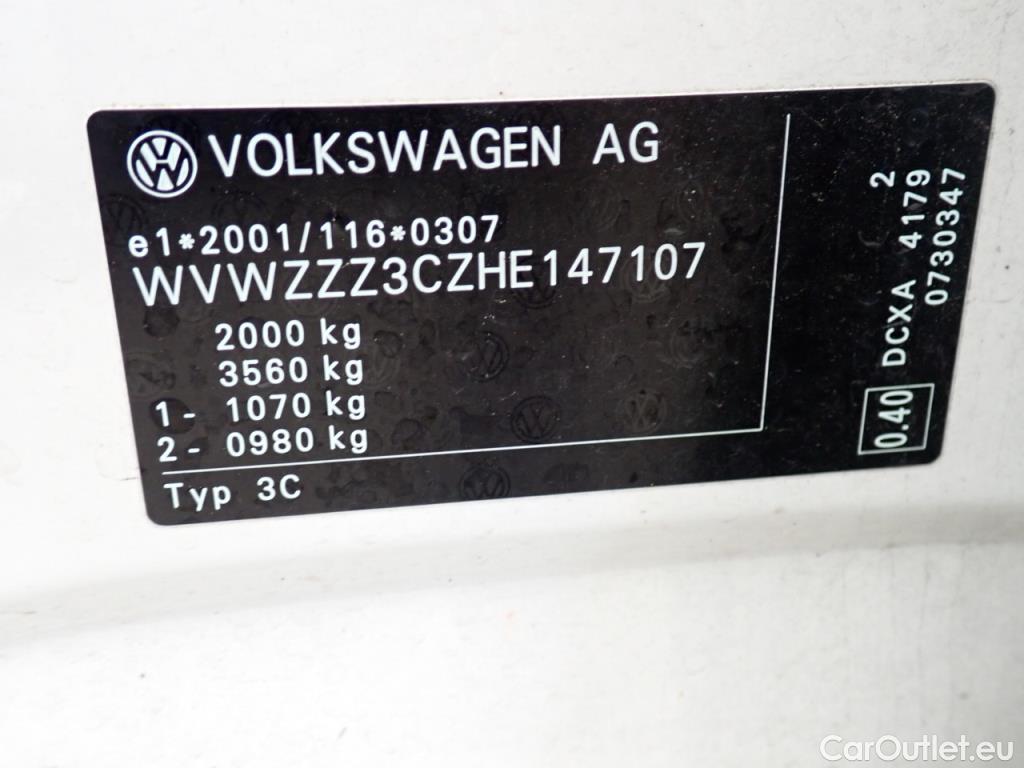 VOLKSWAGEN AG
e1*2001/116*0307
WVWZZZ3CZHE147107
2000 kg
3560 kg
1- 1070 kg
2- 0980 kg
Typ 3C
0.40 DCXA 4179 2
0730347
CarOutlet.eu